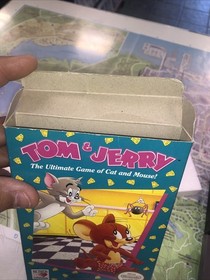 TOM & JERRY
The Ultimate Game of Cat and Mouse!